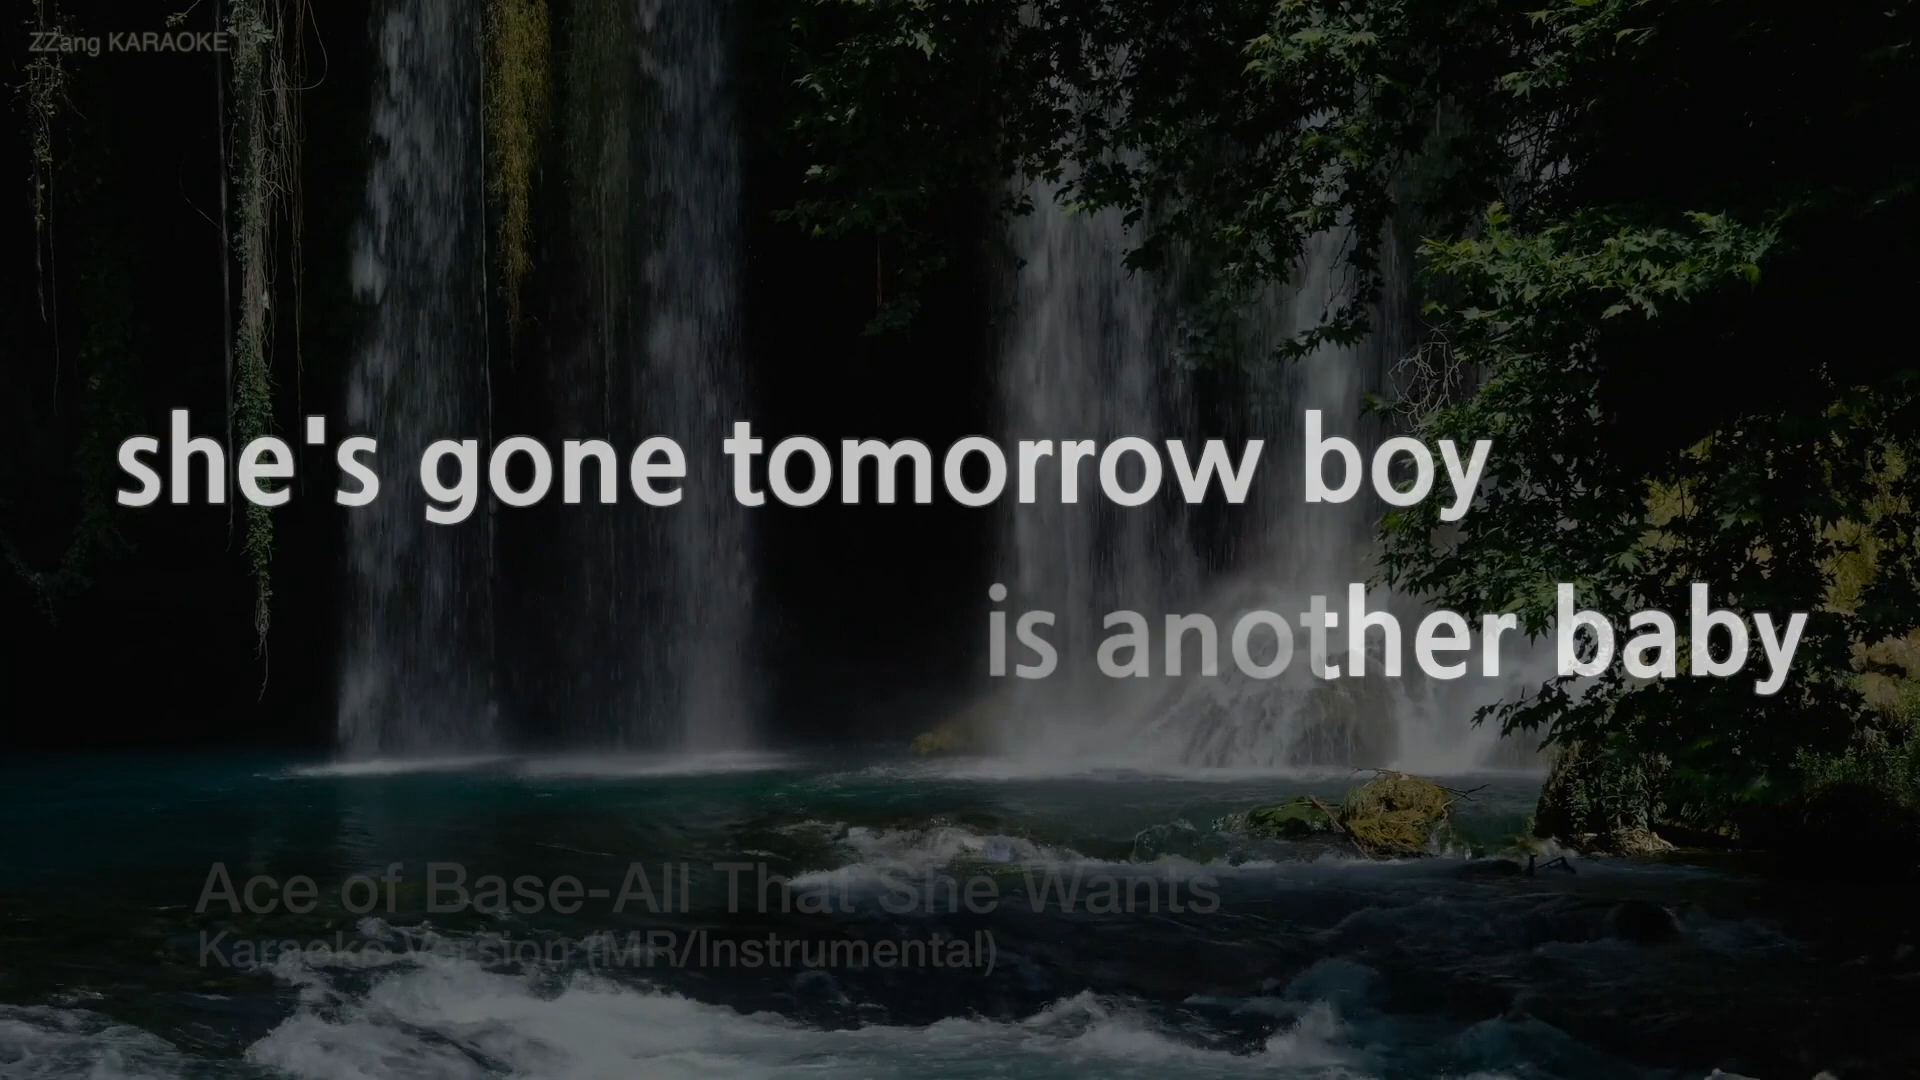 ZZang KARAOKE
she's gone tomorrow boy
is another baby
Ace of Base-All That She Wants
Karaoke Version (MR/Instrumental)